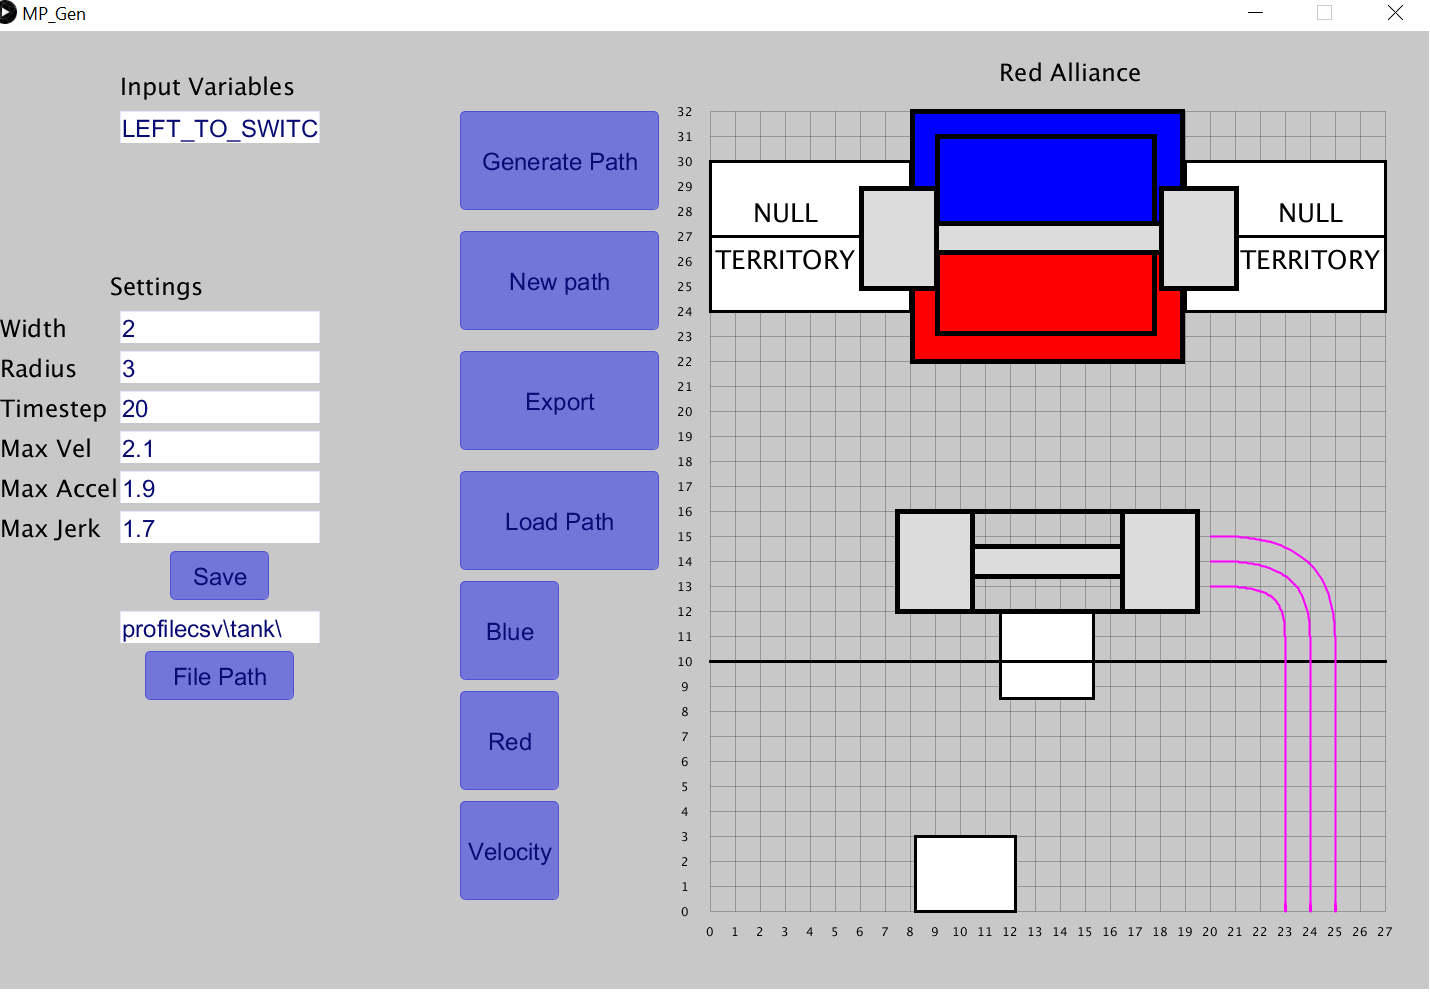 MP_Gen
Input Variables
LEFT_TO_SWITC
Settings
Width 2
Radius 3
Timestep 20
Max Vel 2.1
Max Accel 1.9
Max Jerk 1.7
Save
profilecsv\tank\
File Path
Generate Path
New path
Export
Load Path
Blue
Red
Velocity
Red Alliance
32
31
30
29
28
27
26
25
24
23
22
21
20
19
18
17
16
15
14
13
12
11
10
9
8
7
6
5
4
3
2
1
0
NULL
TERRITORY
NULL
TERRITORY
0 1 2 3 4 5 6 7 8 9 10 11 12 13 14 15 16 17 18 19 20 21 22 23 24 25 26 27